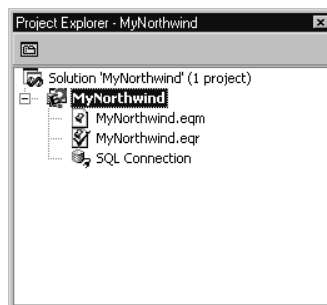 Project Explorer - MyNorthwind
Solution 'MyNorthwind' (1 project)
MyNorthwind
MyNorthwind.eqm
MyNorthwind.eqr
SQL Connection